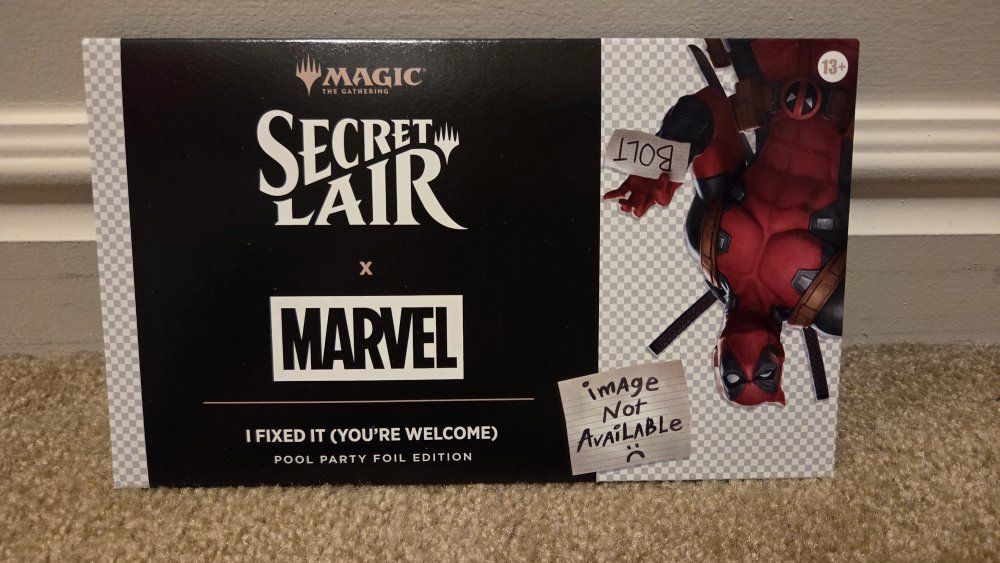 MAGIC
THE GATHERING
SECRET
LAIR
X
MARVEL
I FIXED IT (YOU'RE WELCOME)
POOL PARTY FOIL EDITION
13+
BOLT
iMAge
Not
AvAiLABLe
:(